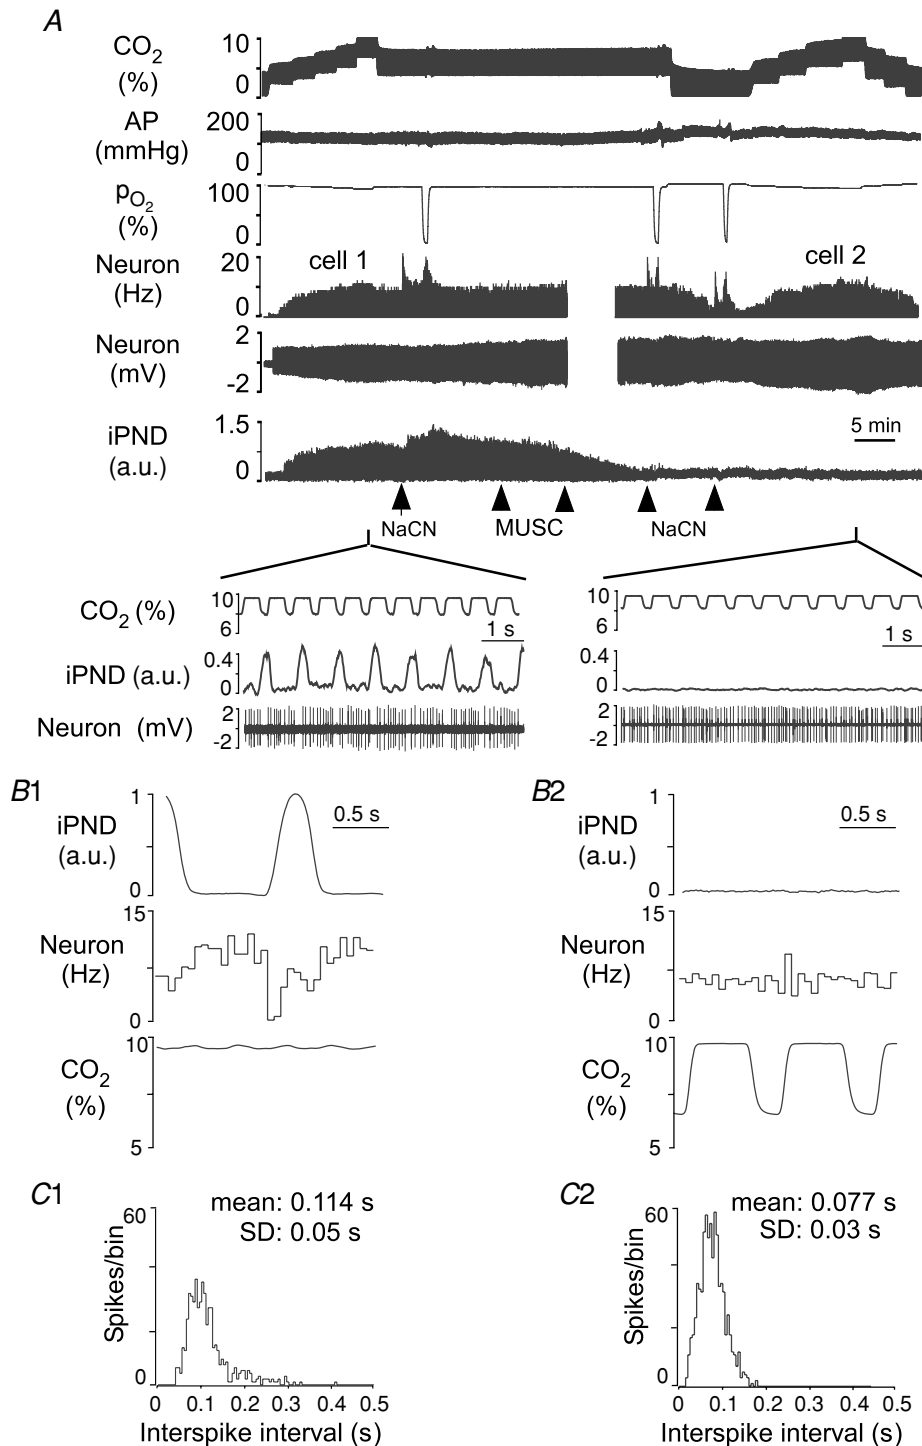 A
CO2
(%)
10
0
AP
(mmHg)
200
0
pO2
(%)
100
0
Neuron
(Hz)
20
0
cell 1
cell 2
Neuron
(mV)
2
-2
iPND
(a.u.)
1.5
0
5 min
NaCN
MUSC
NaCN
CO2 (%)
10
6
1 s
10
6
1 s
iPND (a.u.)
0.4
0
0.4
0
Neuron (mV)
2
-2
2
-2
B1
iPND
(a.u.)
1
0
0.5 s
Neuron
(Hz)
15
0
CO2
(%)
10
5
B2
iPND
(a.u.)
1
0
0.5 s
Neuron
(Hz)
15
0
CO2
(%)
10
5
C1
mean: 0.114 s
SD: 0.05 s
Spikes/bin
60
0
0 0.1 0.2 0.3 0.4 0.5
Interspike interval (s)
C2
mean: 0.077 s
SD: 0.03 s
Spikes/bin
60
0
0 0.1 0.2 0.3 0.4 0.5
Interspike interval (s)